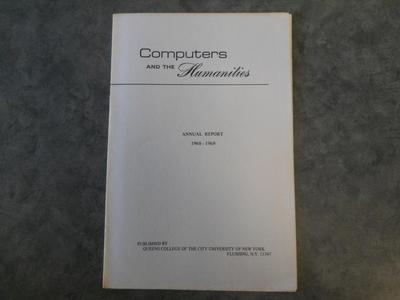 Computers
AND THE Humanities
ANNUAL REPORT
1968 - 1969
PUBLISHED BY
QUEENS COLLEGE OF THE CITY UNIVERSITY OF NEW YORK
FLUSHING, N.Y. 11367